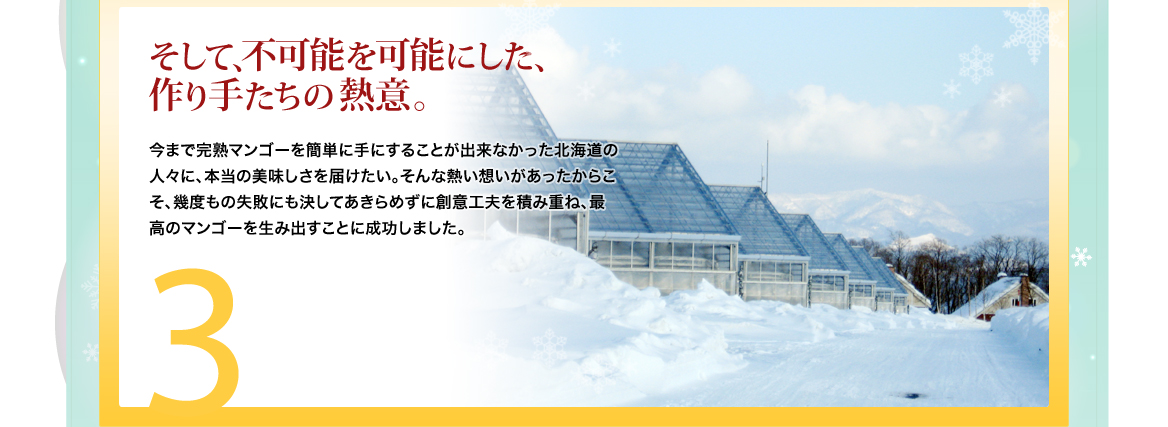 そして、不可能を可能にした、
作り手たちの熱意。
今まで完熟マンゴーを簡単に手にすることが出来なかった北海道の
人々に、本当の美味しさを届けたい。そんな熱い想いがあったからこ
そ、幾度もの失敗にも決してあきらめずに創意工夫を積み重ね、最
高のマンゴーを生み出すことに成功しました。
3